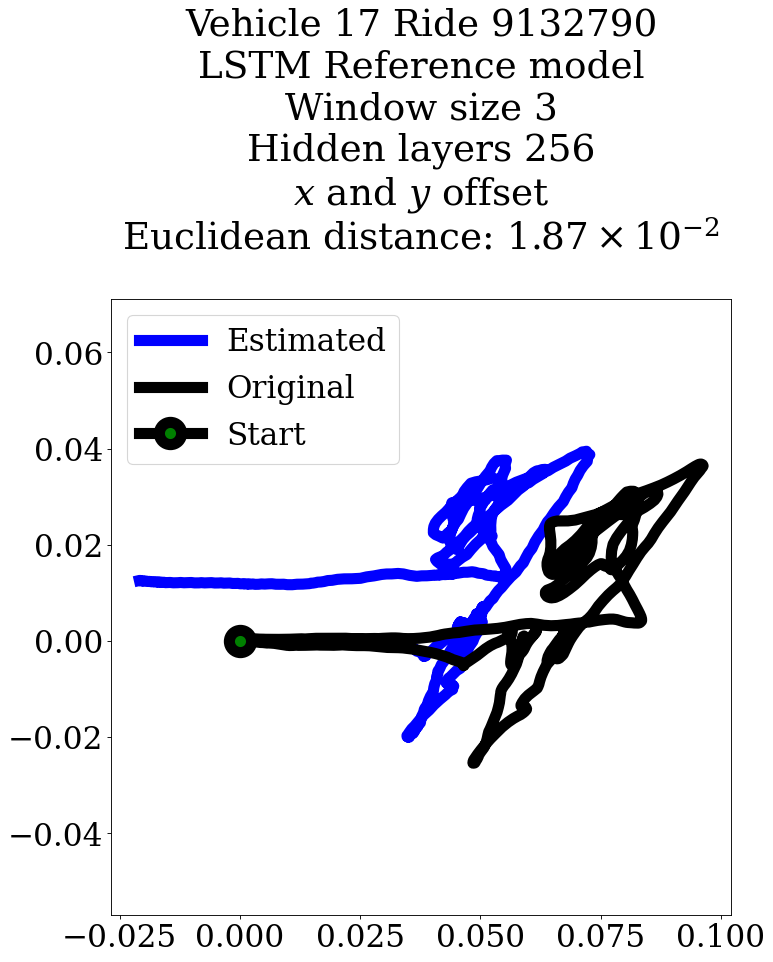 Vehicle 17 Ride 9132790
LSTM Reference model
Window size 3
Hidden layers 256
x and y offset
Euclidean distance: 1.87 × 10⁻²
Estimated
Original
Start
0.06
0.04
0.02
0.00
−0.02
−0.04
−0.025 0.000 0.025 0.050 0.075 0.100